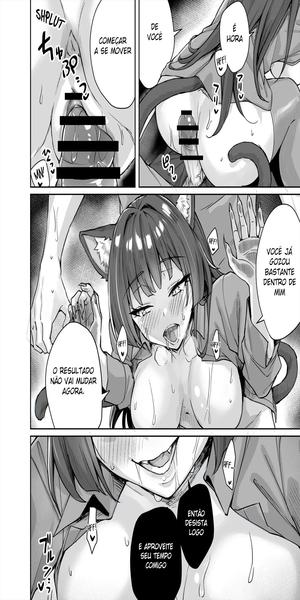 É HORA
DE
VOCÊ
COMEÇAR
A SE MOVER
SHPLUT
VOCÊ JÁ
GOZOU
BASTANTE
DENTRO DE
MIM
O RESULTADO
NÃO VAI MUDAR
AGORA.
ENTÃO
DESISTA
LOGO
E APROVEITE
SEU TEMPO
COMIGO